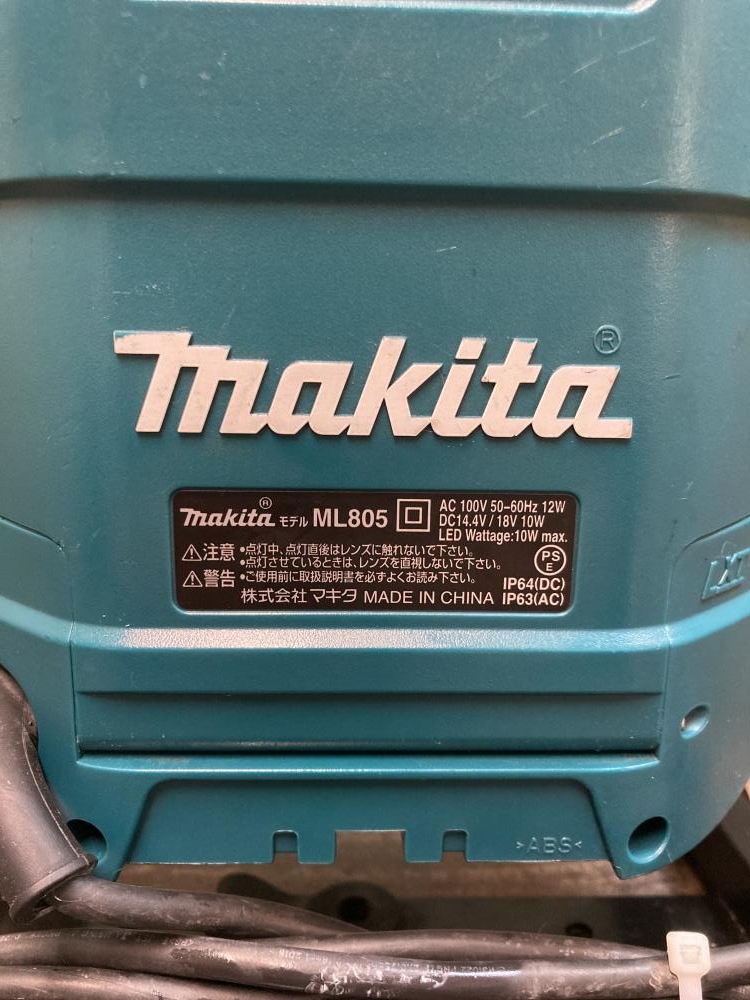 makita®
makita® モデル ML805
AC 100V 50-60Hz 12W
DC14.4V / 18V 10W
LED Wattage:10W max.
⚠注意 •点灯中、点灯直後はレンズに触れないで下さい。
•点灯させているときは、レンズを直視しないで下さい。
⚠警告 •ご使用前に取扱説明書を必ずよくお読み下さい。
PS
E
IP64(DC)
株式会社 マキタ MADE IN CHINA IP63(AC)
LXT
>ABS<